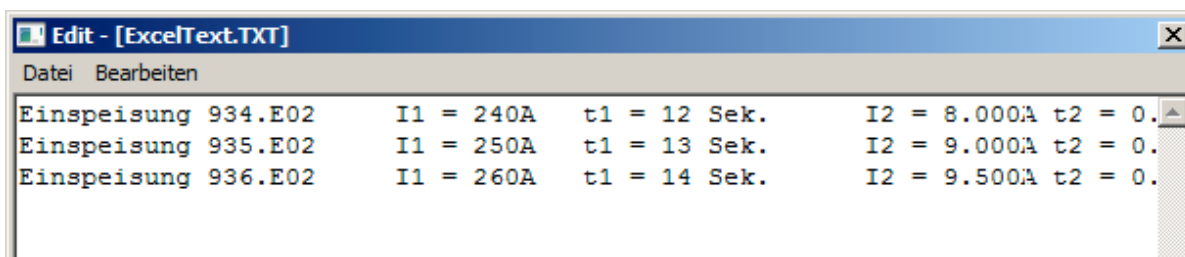 Edit - [ExcelText.TXT]
Datei Bearbeiten
Einspeisung 934.E02 I1 = 240A t1 = 12 Sek. I2 = 8.000A t2 = 0.
Einspeisung 935.E02 I1 = 250A t1 = 13 Sek. I2 = 9.000A t2 = 0.
Einspeisung 936.E02 I1 = 260A t1 = 14 Sek. I2 = 9.500A t2 = 0.